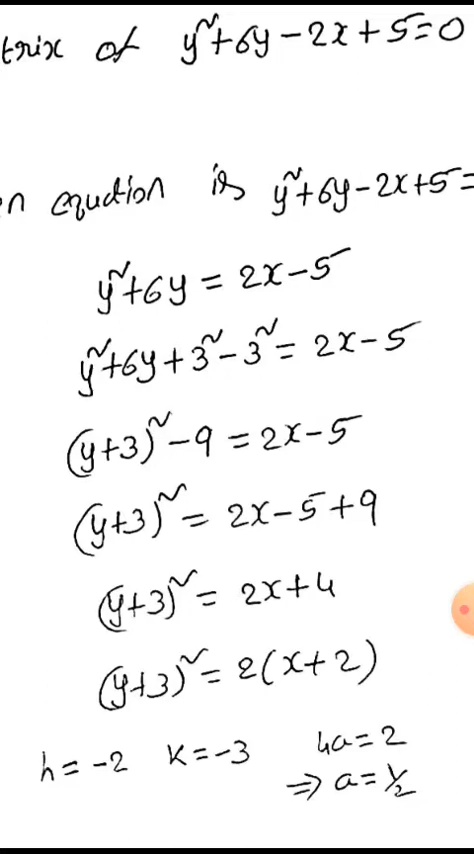 trix of y²+6y-2x+5=0
n equation is y²+6y-2x+5=
y²+6y = 2x-5
y²+6y+3²-3² = 2x-5
(y+3)²-9 = 2x-5
(y+3)² = 2x-5+9
(y+3)² = 2x+4
(y+3)² = 2(x+2)
h=-2 k=-3 4a=2
⇒ a=1/2